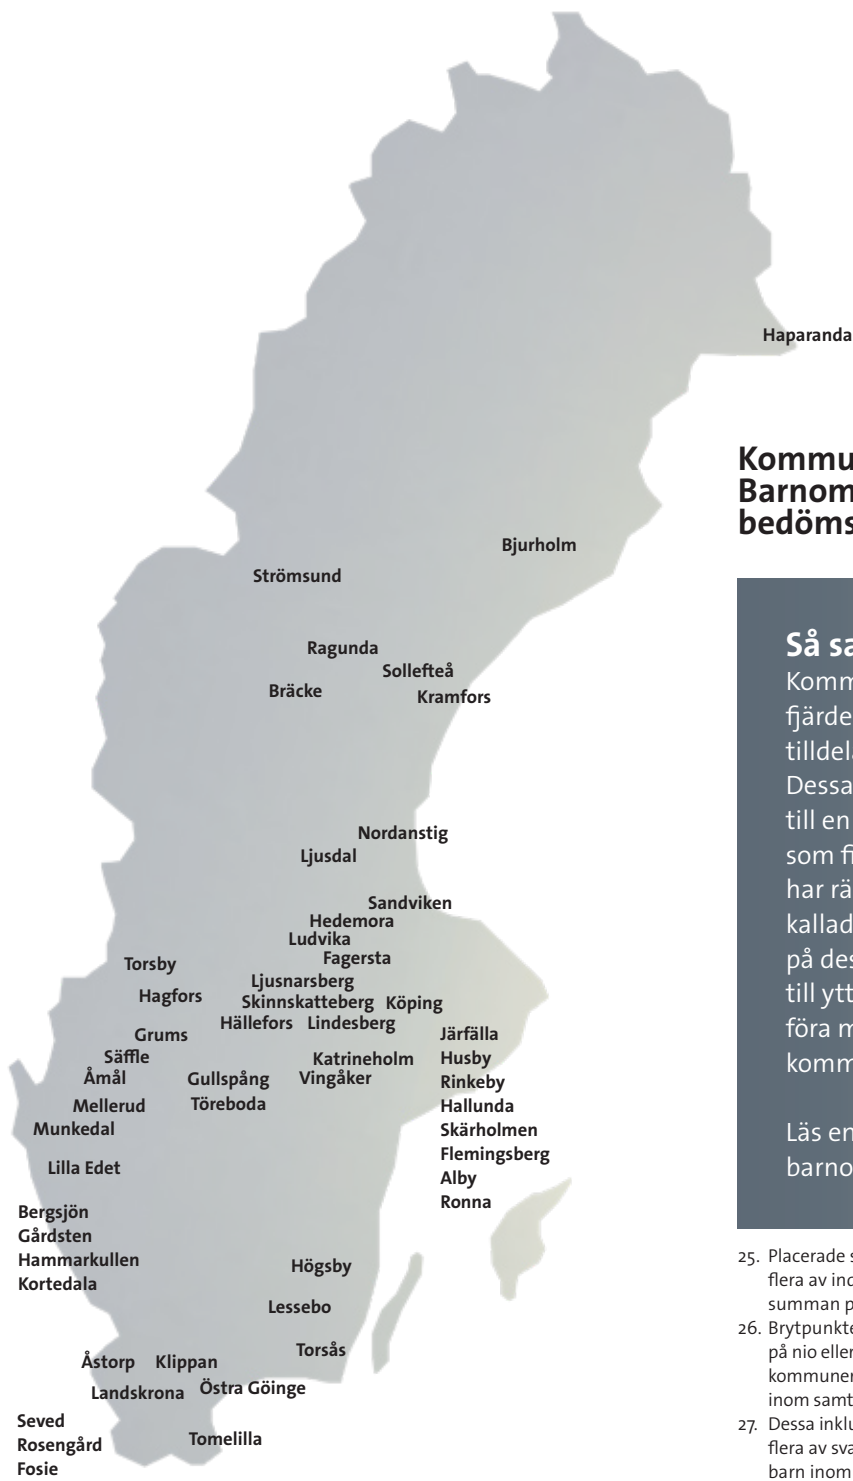 Haparanda
Bjurholm
Strömsund
Ragunda
Sollefteå
Bräcke
Kramfors
Nordanstig
Ljusdal
Sandviken
Hedemora
Ludvika
Fagersta
Torsby
Ljusnarsberg
Hagfors
Skinnskatteberg Köping
Hällefors Lindesberg
Grums
Säffle
Åmål
Mellerud
Munkedal
Lilla Edet
Gullspång
Töreboda
Katrineholm
Vingåker
Järfälla
Husby
Rinkeby
Hallunda
Skärholmen
Flemingsberg
Alby
Ronna
Bergsjön
Gårdsten
Hammarkullen
Kortedala
Högsby
Lessebo
Torsås
Åstorp Klippan
Landskrona Östra Göinge
Seved
Rosengård
Fosie
Tomelilla
Kommu
Barnom
bedöms
Så sa
Komm
fjärde
tilldela
Dessa
till en
som fi
har rä
kallad
på des
till ytt
föra m
komm
Läs en
barno
25. Placerade s
flera av ind
summan p
26. Brytpunkte
på nio eller
kommuner
inom samt
27. Dessa inklu
flera av sva
barn inom